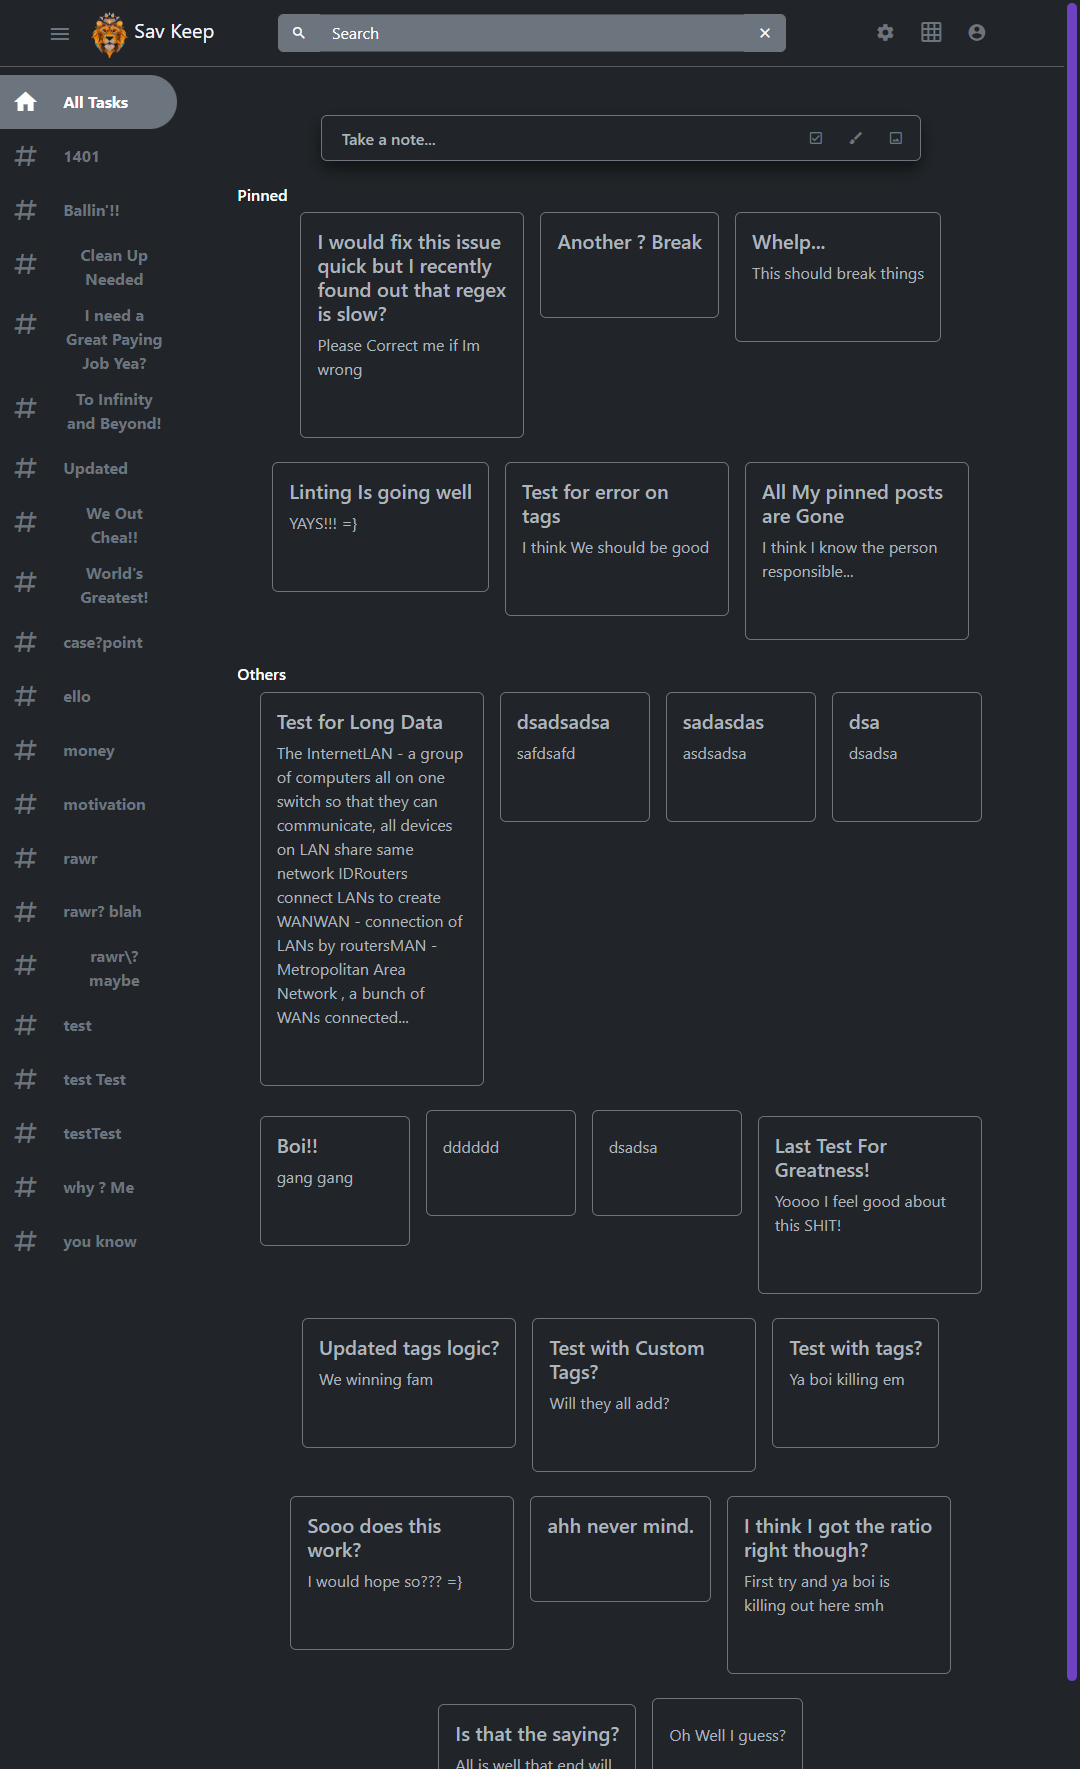 Sav Keep
Search
All Tasks
1401
Ballin'!!
Clean Up
Needed
I need a
Great Paying
Job Yea?
To Infinity
and Beyond!
Updated
We Out
Chea!!
World's
Greatest!
case?point
ello
money
motivation
rawr
rawr? blah
rawr\?
maybe
test
test Test
testTest
why ? Me
you know
Take a note...
Pinned
I would fix this issue
quick but I recently
found out that regex
is slow?
Please Correct me if Im
wrong
Another ? Break
Whelp...
This should break things
Linting Is going well
YAYS!!! =}
Test for error on
tags
I think We should be good
All My pinned posts
are Gone
I think I know the person
responsible...
Others
Test for Long Data
The InternetLAN - a group
of computers all on one
switch so that they can
communicate, all devices
on LAN share same
network IDRouters
connect LANs to create
WANWAN - connection of
LANs by routersMAN -
Metropolitan Area
Network , a bunch of
WANs connected...
dsadsadsa
safdsafd
sadasdas
asdsadsa
dsa
dsadsa
Boi!!
gang gang
dddddd
dsadsa
Last Test For
Greatness!
Yoooo I feel good about
this SHIT!
Updated tags logic?
We winning fam
Test with Custom
Tags?
Will they all add?
Test with tags?
Ya boi killing em
Sooo does this
work?
I would hope so??? =}
ahh never mind.
I think I got the ratio
right though?
First try and ya boi is
killing out here smh
Is that the saying?
All is well that end will
Oh Well I guess?